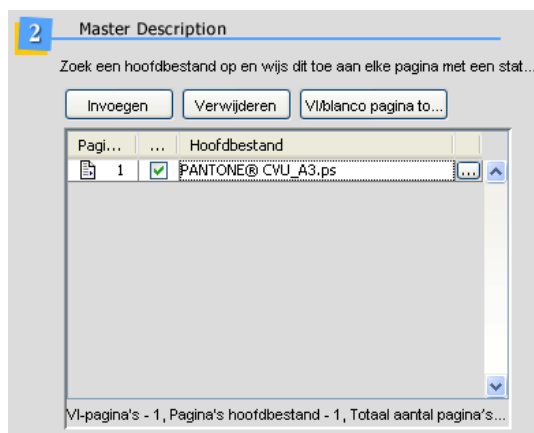 2 Master Description
Zoek een hoofdbestand op en wijs dit toe aan elke pagina met een stat...
Invoegen Verwijderen VI/blanco pagina to...
Pagi... ... Hoofdbestand
1 PANTONE® CVU_A3.ps ...
VI-pagina's - 1, Pagina's hoofdbestand - 1, Totaal aantal pagina's...